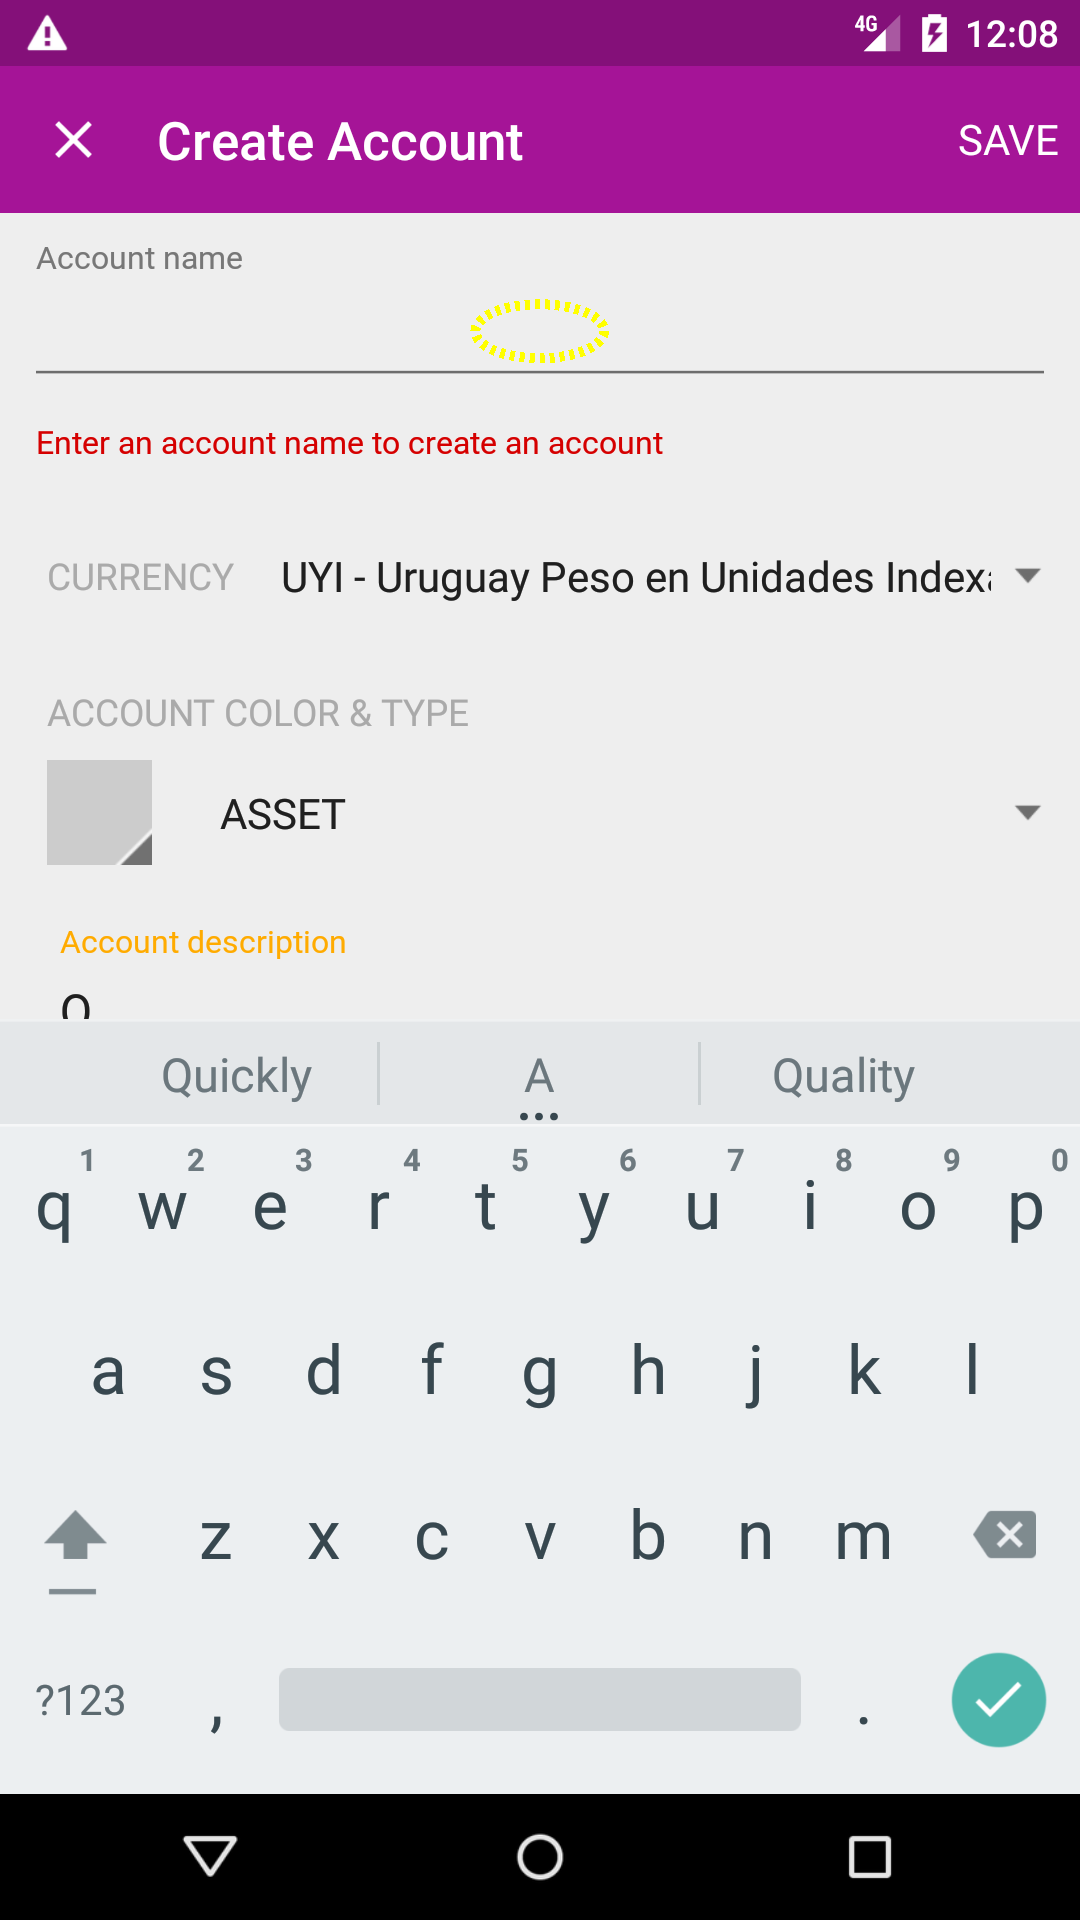 4G 12:08
Create Account SAVE
Account name
Enter an account name to create an account
CURRENCY UYI - Uruguay Peso en Unidades Indexa
ACCOUNT COLOR & TYPE
ASSET
Account description
Quickly A Quality
1 2 3 4 5 6 7 8 9 0
q w e r t y u i o p
a s d f g h j k l
z x c v b n m
?123 , .